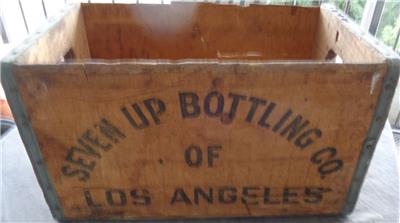 SEVEN UP BOTTLING CO.
OF
LOS ANGELES